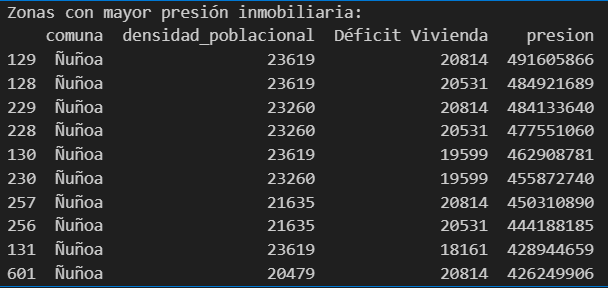 Zonas con mayor presión inmobiliaria:
comuna densidad_poblacional Déficit Vivienda presion
129 Ñuñoa 23619 20814 491605866
128 Ñuñoa 23619 20531 484921689
229 Ñuñoa 23260 20814 484133640
228 Ñuñoa 23260 20531 477551060
130 Ñuñoa 23619 19599 462908781
230 Ñuñoa 23260 19599 455872740
257 Ñuñoa 21635 20814 450310890
256 Ñuñoa 21635 20531 444188185
131 Ñuñoa 23619 18161 428944659
601 Ñuñoa 20479 20814 426249906